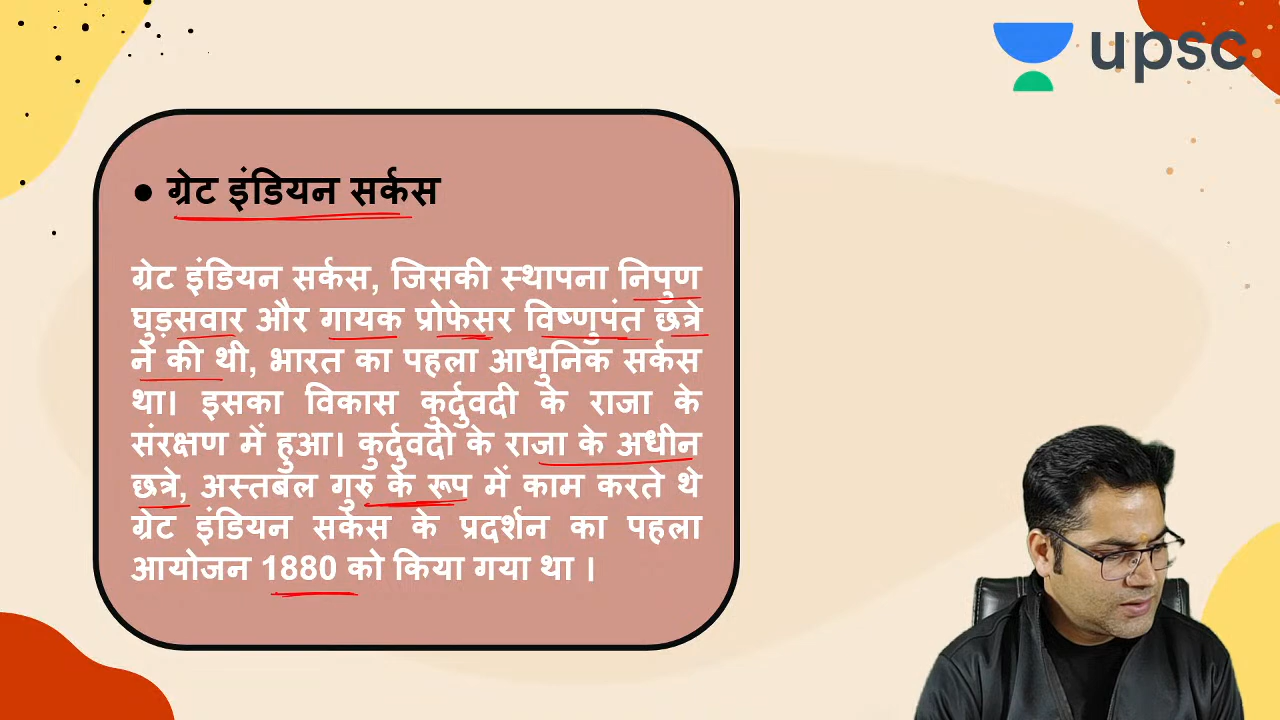 upsc
● ग्रेट इंडियन सर्कस
ग्रेट इंडियन सर्कस, जिसकी स्थापना निपुण
घुड़सवार और गायक प्रोफेसर विष्णुपंत छत्रे
ने की थी, भारत का पहला आधुनिक सर्कस
था। इसका विकास कुर्दुवदी के राजा के
संरक्षण में हुआ। कुर्दुवदी के राजा के अधीन
छत्रे, अस्तबल गुरु के रूप में काम करते थे
ग्रेट इंडियन सर्कस के प्रदर्शन का पहला
आयोजन 1880 को किया गया था ।